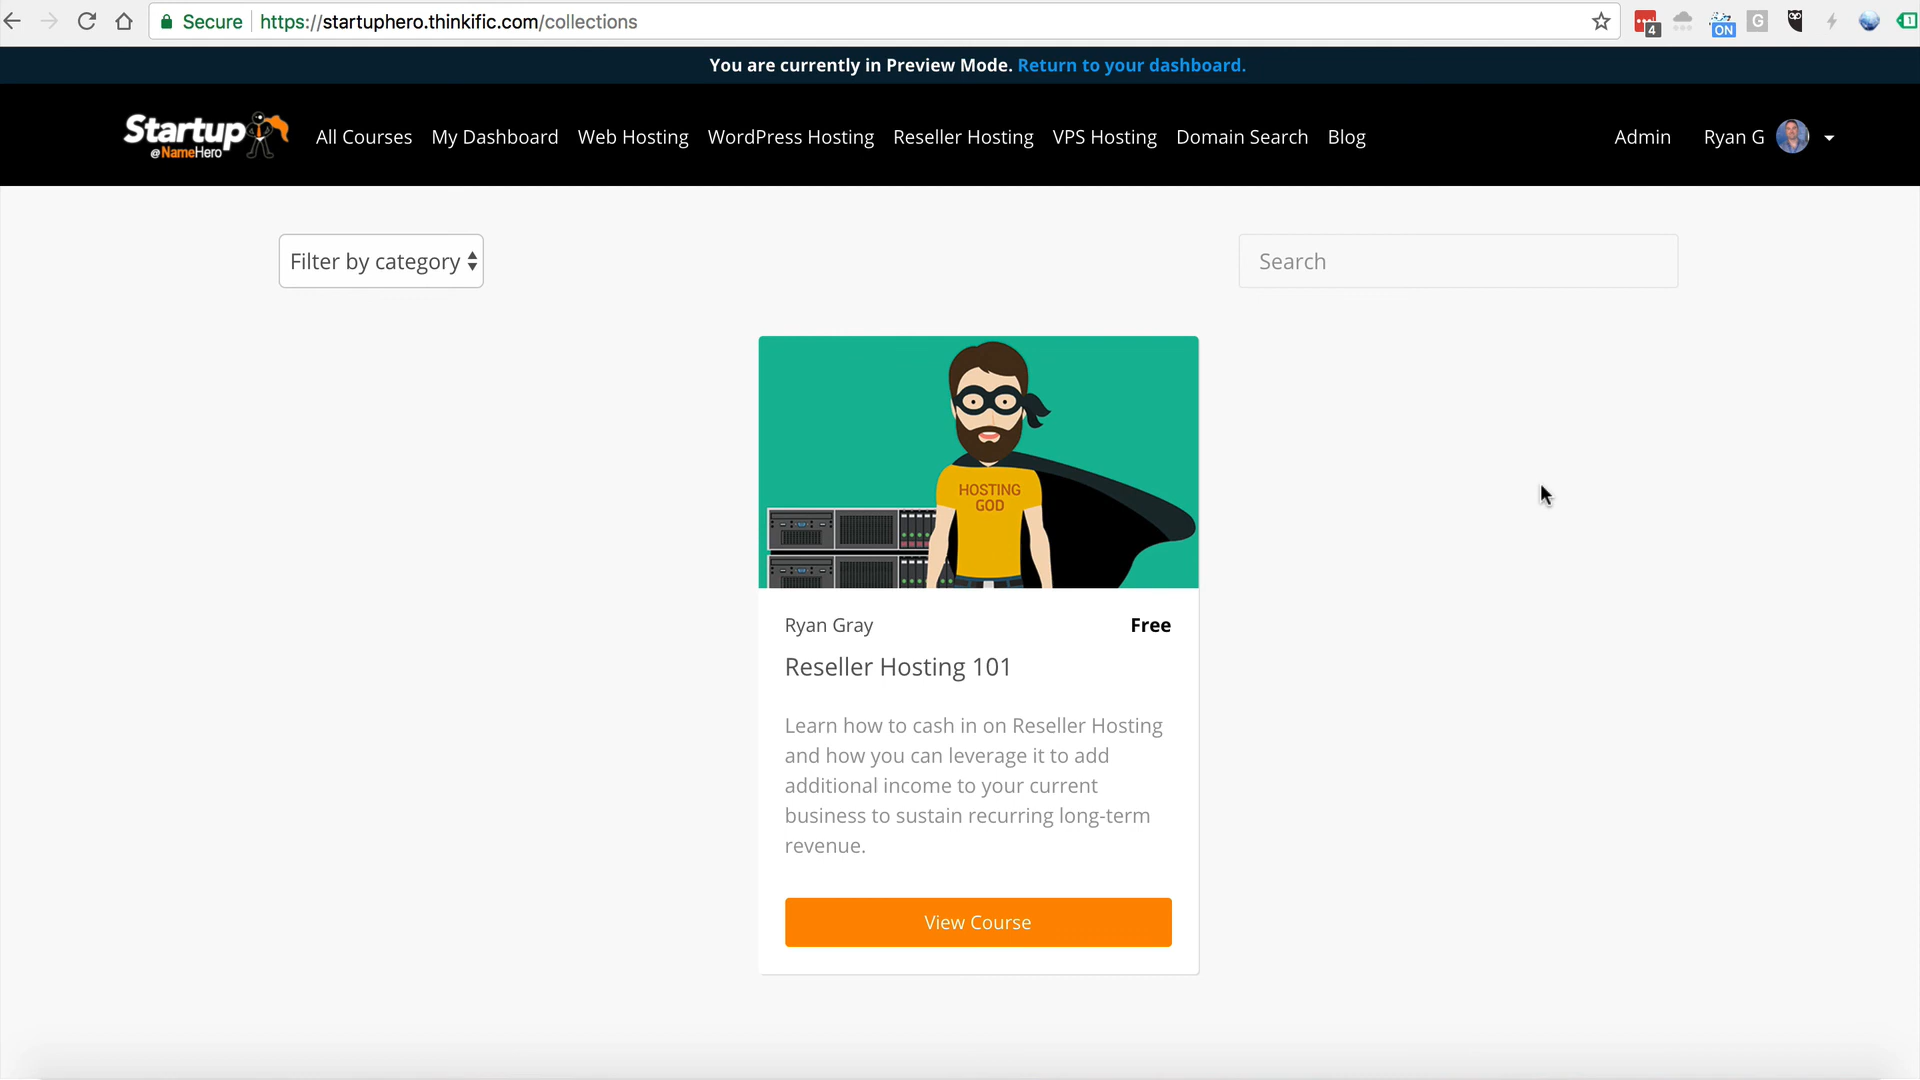 Secure https://startuphero.thinkific.com/collections
4
ON
G
1
You are currently in Preview Mode. Return to your dashboard.
Startup
@NameHero
All Courses My Dashboard Web Hosting WordPress Hosting Reseller Hosting VPS Hosting Domain Search Blog Admin Ryan G
Filter by category
Search
HOSTING
GOD
Ryan Gray Free
Reseller Hosting 101
Learn how to cash in on Reseller Hosting
and how you can leverage it to add
additional income to your current
business to sustain recurring long-term
revenue.
View Course